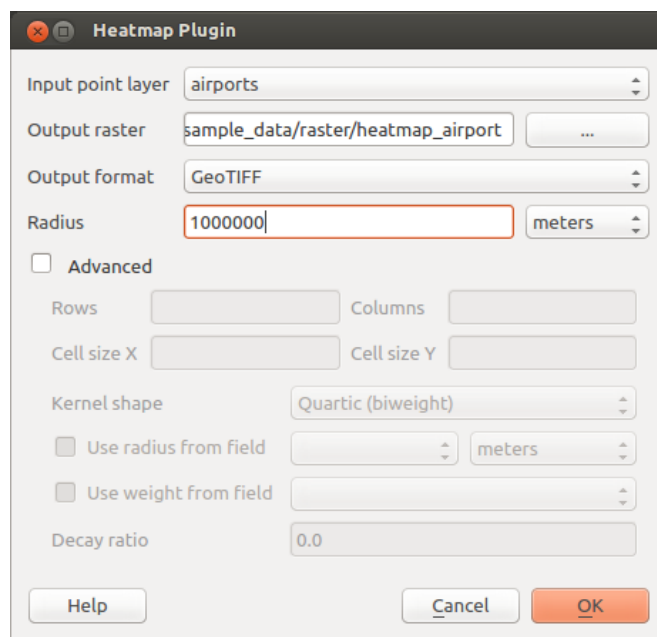 Heatmap Plugin
Input point layer airports
Output raster sample_data/raster/heatmap_airport ...
Output format GeoTIFF
Radius 1000000 meters
Advanced
Rows Columns
Cell size X Cell size Y
Kernel shape Quartic (biweight)
Use radius from field meters
Use weight from field
Decay ratio 0.0
Help Cancel OK